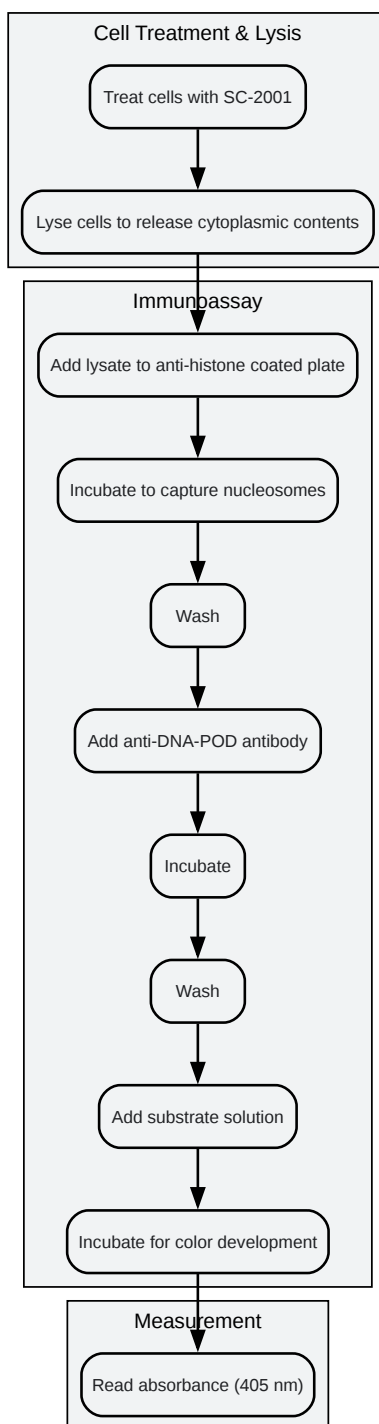 Cell Treatment & Lysis
Treat cells with SC-2001
Lyse cells to release cytoplasmic contents
Immunoassay
Add lysate to anti-histone coated plate
Incubate to capture nucleosomes
Wash
Add anti-DNA-POD antibody
Incubate
Wash
Add substrate solution
Incubate for color development
Measurement
Read absorbance (405 nm)